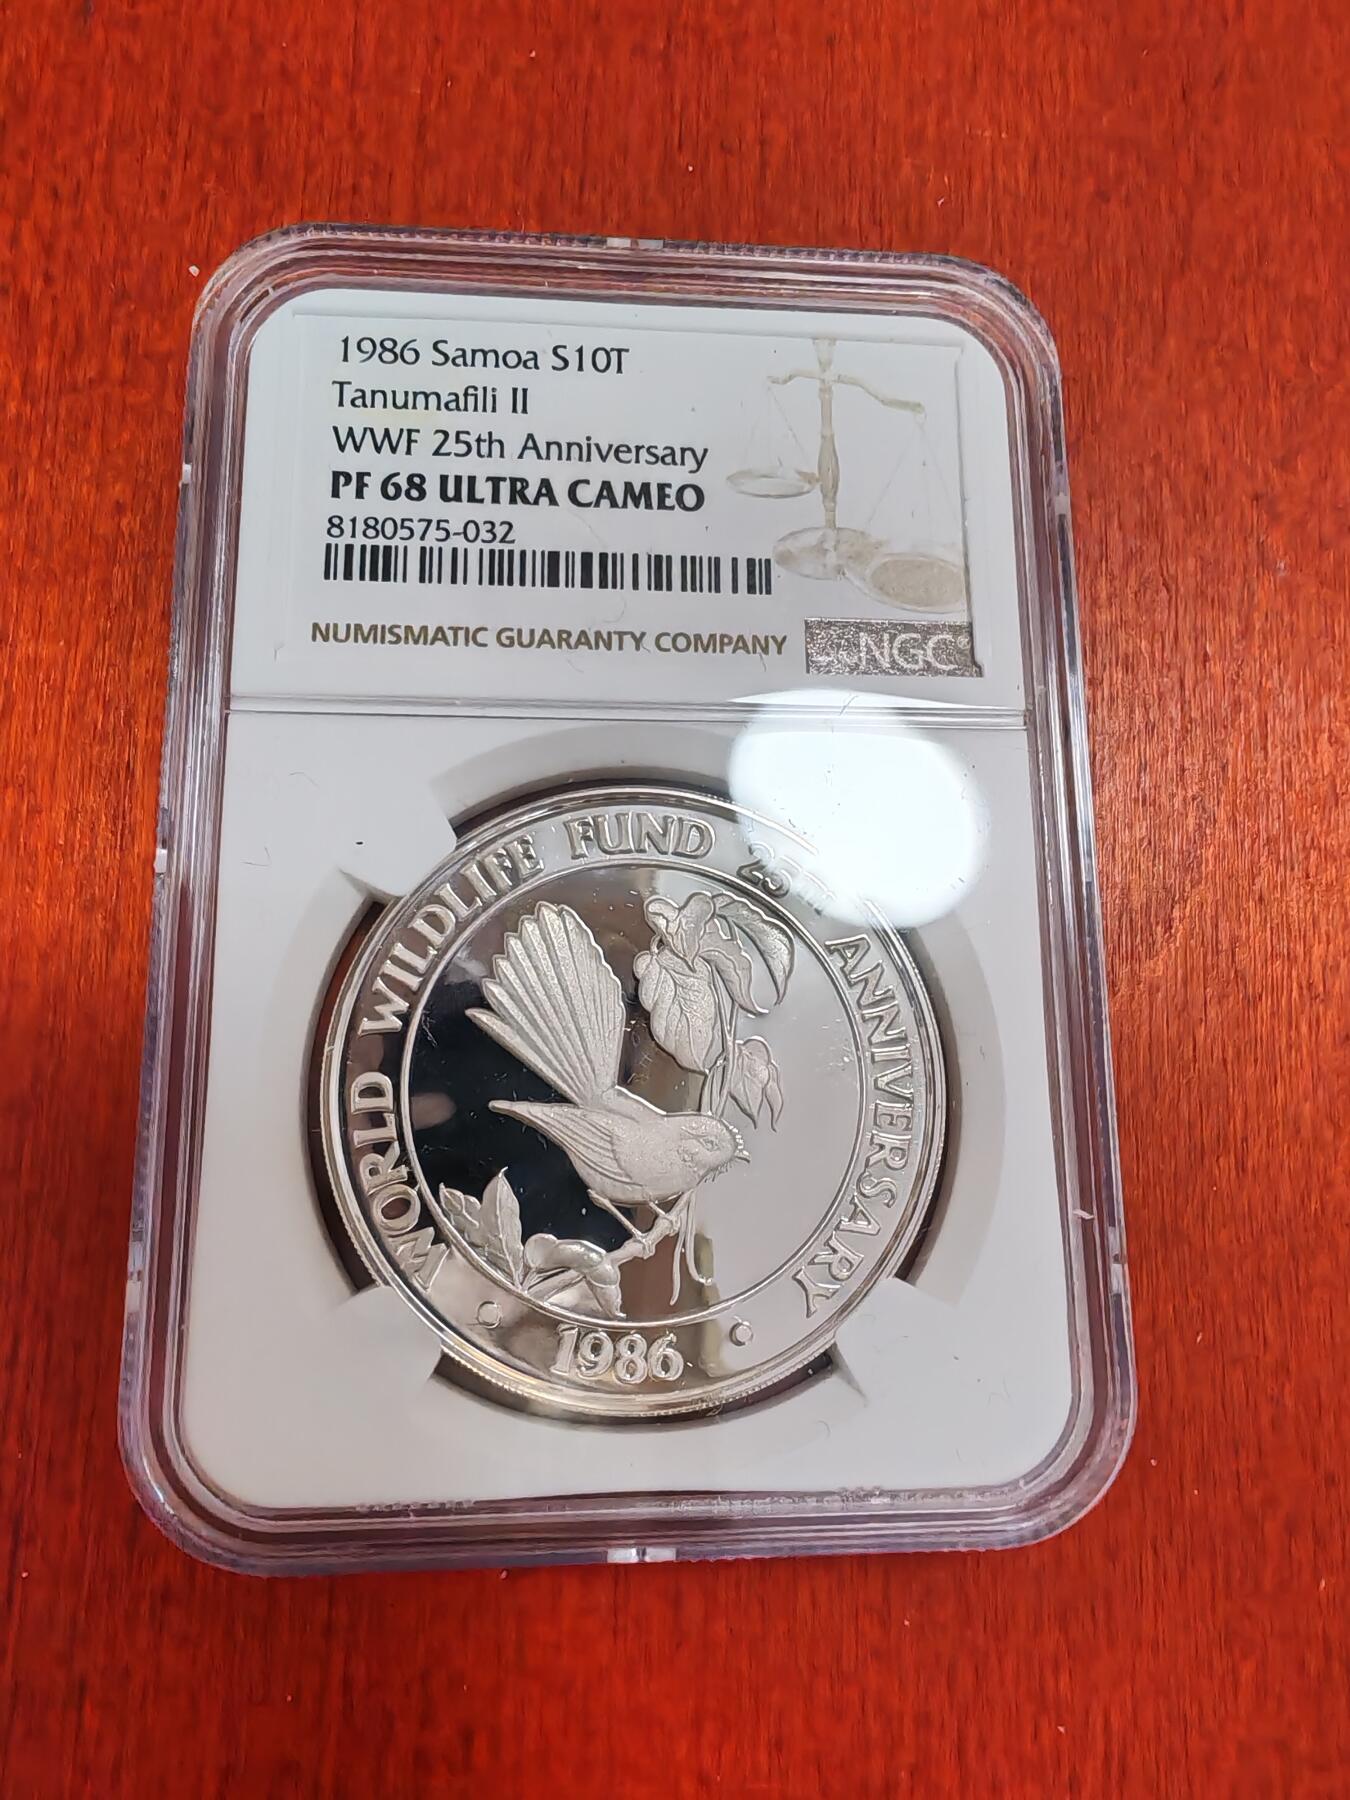 1986 Samoa S10T
Tanumafili II
WWF 25th Anniversary
PF 68 ULTRA CAMEO
8180575-032
NUMISMATIC GUARANTY COMPANY
NGC
WORLD WILDLIFE FUND 25TH ANNIVERSARY
1986